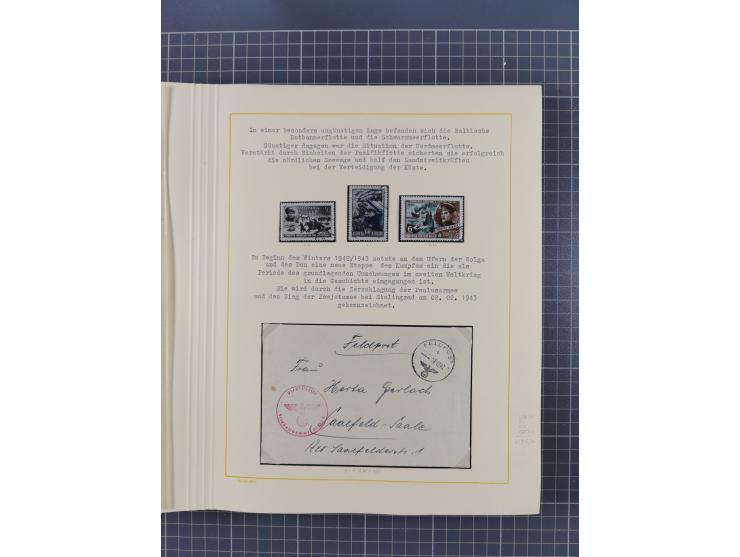 In einer besonders ungünstigen Lage befanden sich die Baltische
Rotbannerflotte und die Schwarzmeerflotte.
Günstiger dagegen war die Situation der Nordmeerflotte.
Verstärkt durch Einheiten der Pazifikflotte sicherten sie erfolgreich
die nördlichen Seewege und half den Landstreitkräften
bei der Verteidigung der Küste.
6
Zu Beginn des Winters 1942/1943 setzte an den Ufern der Wolga
und des Don eine neue Etappe des Kampfes ein die als
Periode des grundlegenden Umschwunges im zweiten Weltkrieg
in die Geschichte eingegangen ist.
Sie wird durch die Zerschlagung der Paulusarmee
und den Sieg der Sowjetarmee bei Stalingrad am 02. 02. 1943
gekennzeichnet.
Feldpost
FELDPOST
Frau
Herta Gerlach
Saalfeld-Saale
Saalfelderstr. 1